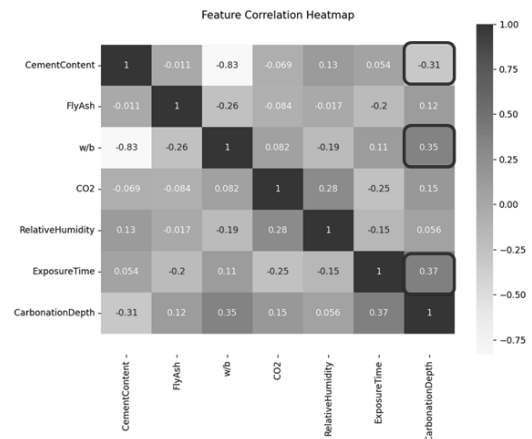 Feature Correlation Heatmap
CementContent - 1 -0.011 -0.83 -0.069 0.13 0.054 -0.31
FlyAsh - -0.011 1 -0.26 -0.084 -0.017 -0.2 0.12
w/b - -0.83 -0.26 1 0.082 -0.19 0.11 0.35
CO2 - -0.069 -0.084 0.082 1 0.28 -0.25 0.15
RelativeHumidity - 0.13 -0.017 -0.19 0.28 1 -0.15 0.056
ExposureTime - 0.054 -0.2 0.11 -0.25 -0.15 1 0.37
CarbonationDepth - -0.31 0.12 0.35 0.15 0.056 0.37 1
CementContent -
FlyAsh -
w/b -
CO2 -
RelativeHumidity -
ExposureTime -
CarbonationDepth -
- 1.00
- 0.75
- 0.50
- 0.25
- 0.00
- -0.25
- -0.50
- -0.75